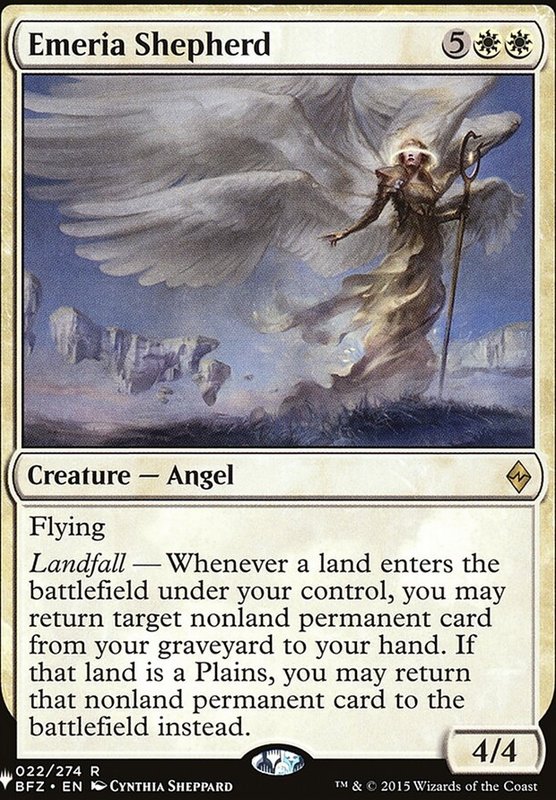 Emeria Shepherd 5
Creature — Angel
Flying
Landfall — Whenever a land enters the
battlefield under your control, you may
return target nonland permanent card
from your graveyard to your hand. If
that land is a Plains, you may return
that nonland permanent card to the
battlefield instead.
4/4
022/274 R
BFZ • EN Cynthia Sheppard
™ & © 2015 Wizards of the Coast